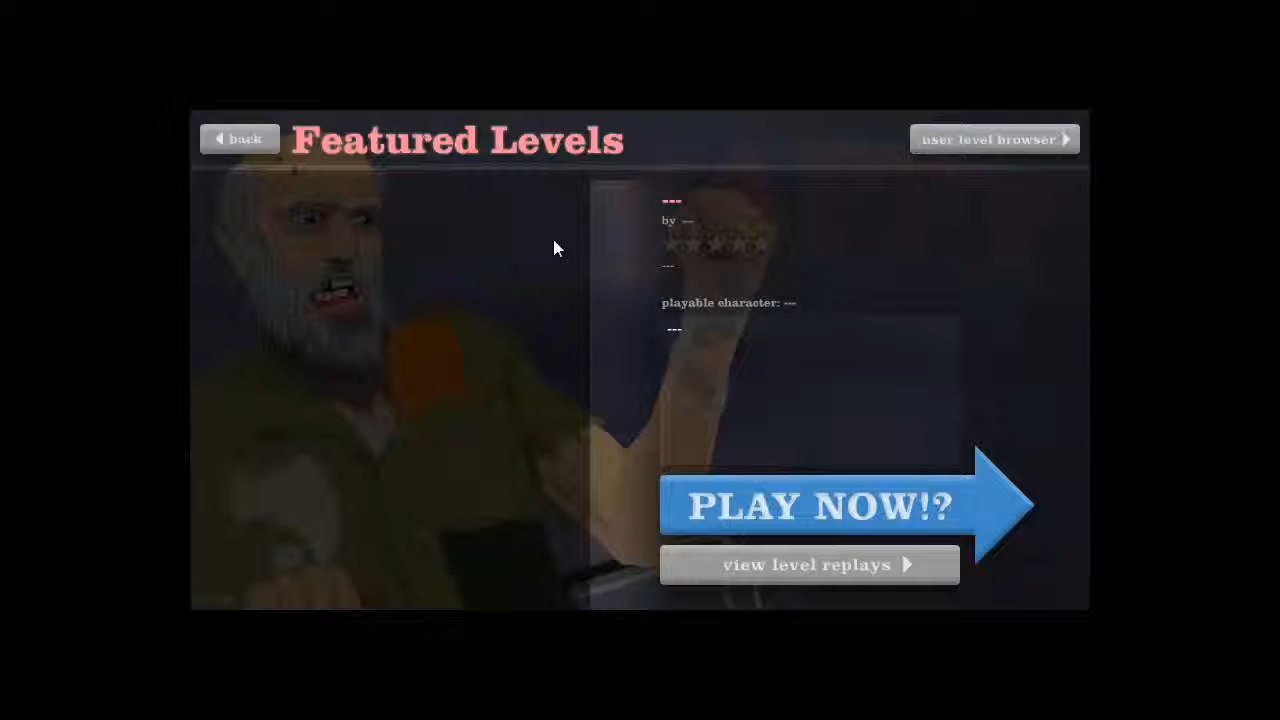 back
Featured Levels
user level browser
---
by ---
---
playable character: ---
---
PLAY NOW!?
view level replays